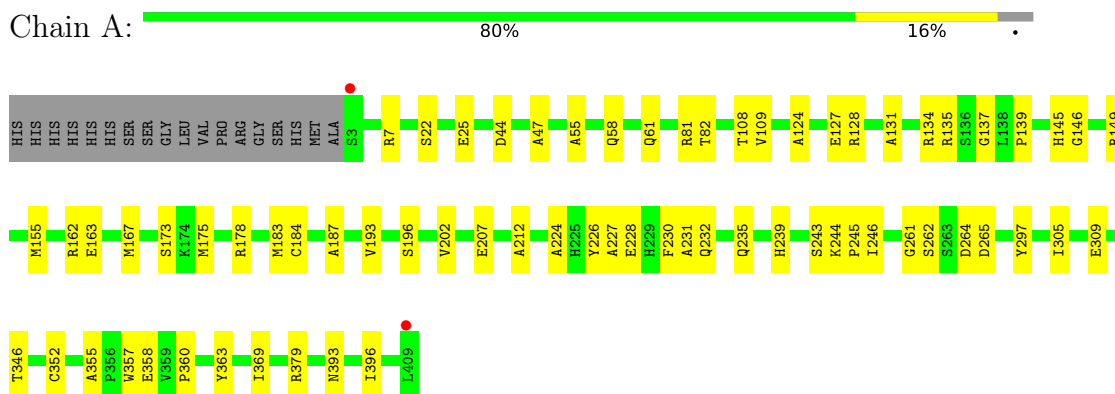 Chain A:
80% 16% •
HIS HIS HIS HIS HIS HIS SER SER GLY LEU VAL PRO ARG GLY SER HIS MET ALA S3 R7 S22 E25 D44 A47 A55 Q58 Q61 R81 T82 T108 V109 A124 E127 R128 A131 R134 R135 S136 G137 L138 P139 H145 G146 R149
M155 R162 E163 M167 S173 K174 M175 R178 M183 C184 A187 V193 S196 V202 E207 A212 A224 H225 Y226 A227 E228 H229 F230 A231 Q232 Q235 H239 S243 K244 P245 I246 G261 S262 S263 D264 D265 Y297 I305 E309
T346 C352 A355 P356 W357 E358 V359 P360 Y363 I369 R379 N393 I396 L409